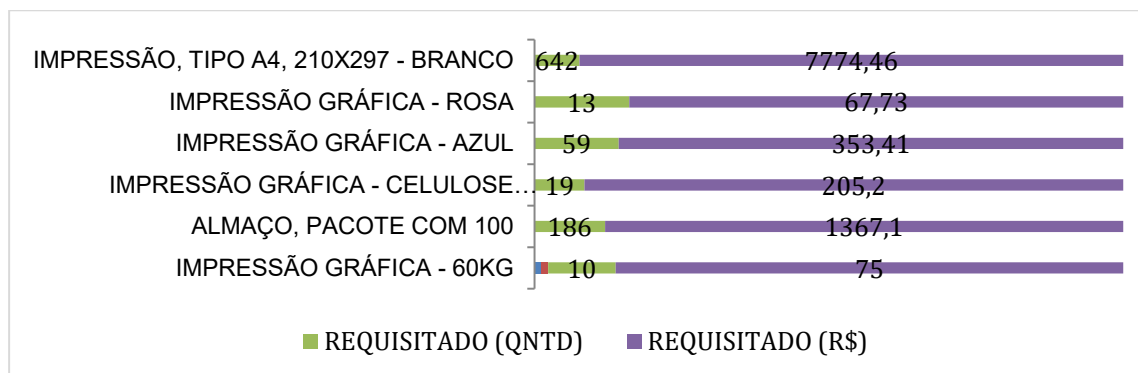 IMPRESSÃO, TIPO A4, 210X297 - BRANCO 642 7774,46
IMPRESSÃO GRÁFICA - ROSA 13 67,73
IMPRESSÃO GRÁFICA - AZUL 59 353,41
IMPRESSÃO GRÁFICA - CELULOSE… 19 205,2
ALMAÇO, PACOTE COM 100 186 1367,1
IMPRESSÃO GRÁFICA - 60KG 10 75
REQUISITADO (QNTD) REQUISITADO (R$)